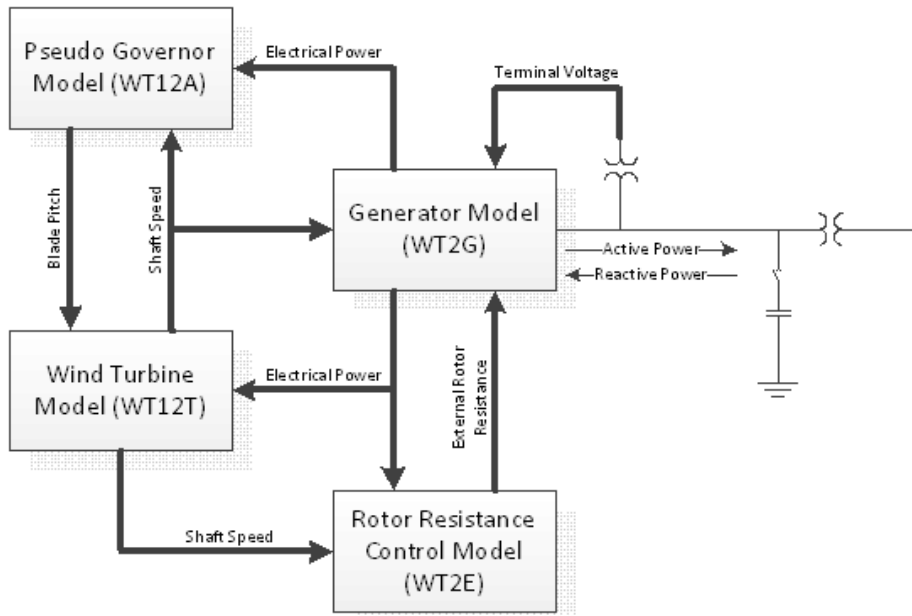 Pseudo Governor
Model (WT12A)
Electrical Power
Terminal Voltage
Blade Pitch
Shaft Speed
Generator Model
(WT2G)
Active Power
Reactive Power
Wind Turbine
Model (WT12T)
Electrical Power
External Rotor
Resistance
Shaft Speed
Rotor Resistance
Control Model
(WT2E)